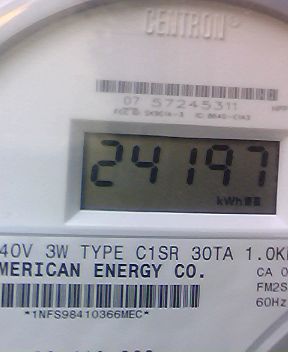 CENTRON®
07 57245311
24197
kWh
40V 3W TYPE C1SR 30TA 1.0K
MERICAN ENERGY CO.
CA 0
FM2S
60Hz
*1NFS98410366MEC*